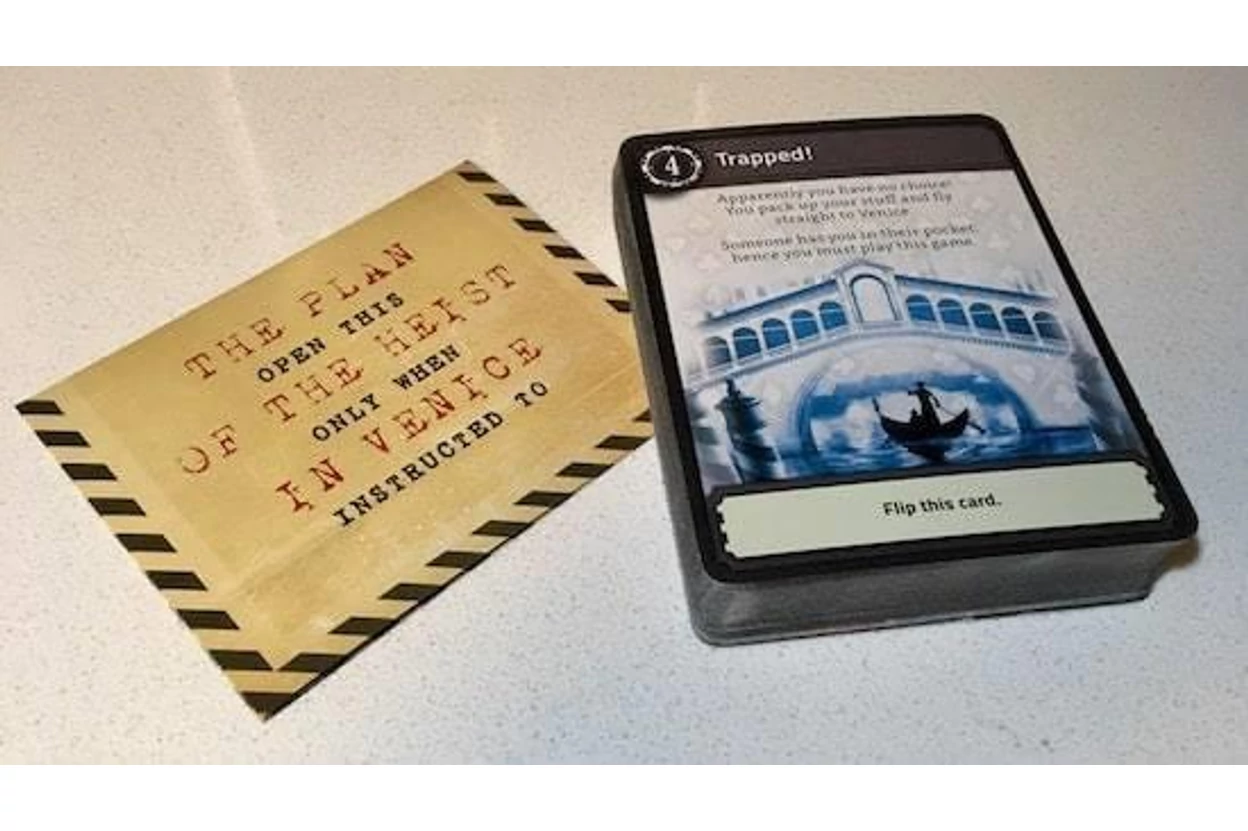 THE PLAN
OPEN THIS
OF THE HEIST
ONLY WHEN
IN VENICE
INSTRUCTED TO
4 Trapped!
Apparently you have no choice!
You pack up your stuff and fly
straight to Venice
Someone has you in their pocket,
hence you must play this game
Flip this card.